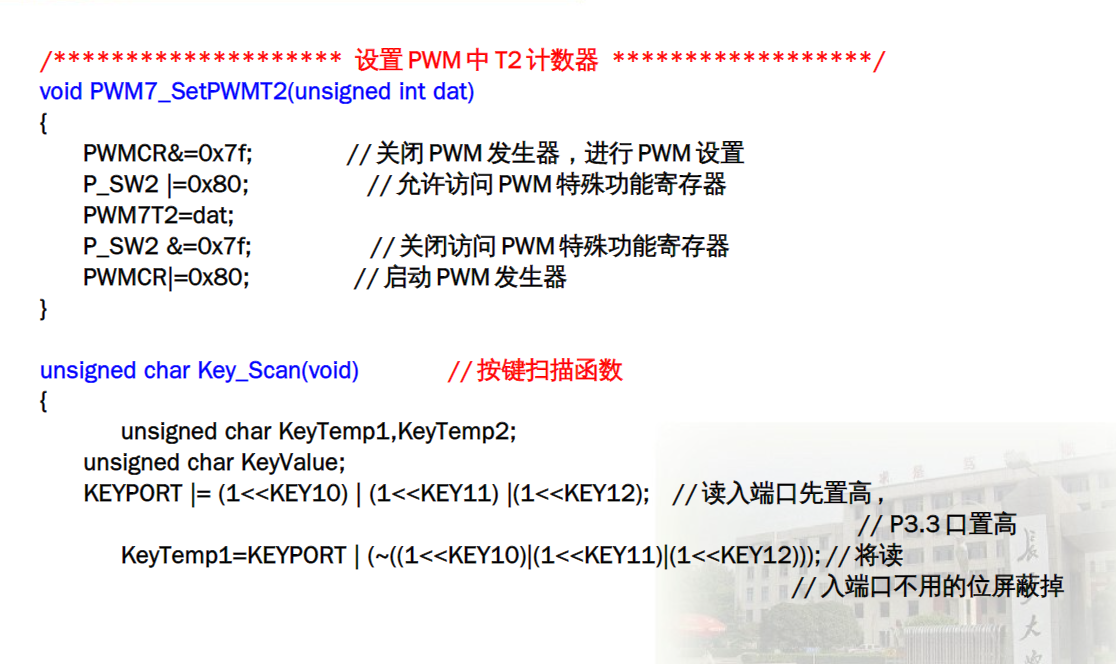 /******************** 设置 PWM 中 T2 计数器 ******************/
void PWM7_SetPWMT2(unsigned int dat)
{
PWMCR&=0x7f; // 关闭 PWM 发生器，进行 PWM 设置
P_SW2 |=0x80; // 允许访问 PWM 特殊功能寄存器
PWM7T2=dat;
P_SW2 &=0x7f; // 关闭访问 PWM 特殊功能寄存器
PWMCR|=0x80; // 启动 PWM 发生器
}
unsigned char Key_Scan(void) // 按键扫描函数
{
unsigned char KeyTemp1,KeyTemp2;
unsigned char KeyValue;
KEYPORT |= (1<<KEY10) | (1<<KEY11) |(1<<KEY12); // 读入端口先置高，
// P3.3 口置高
KeyTemp1=KEYPORT | (~((1<<KEY10)|(1<<KEY11)|(1<<KEY12))); // 将读
// 入端口不用的位屏蔽掉